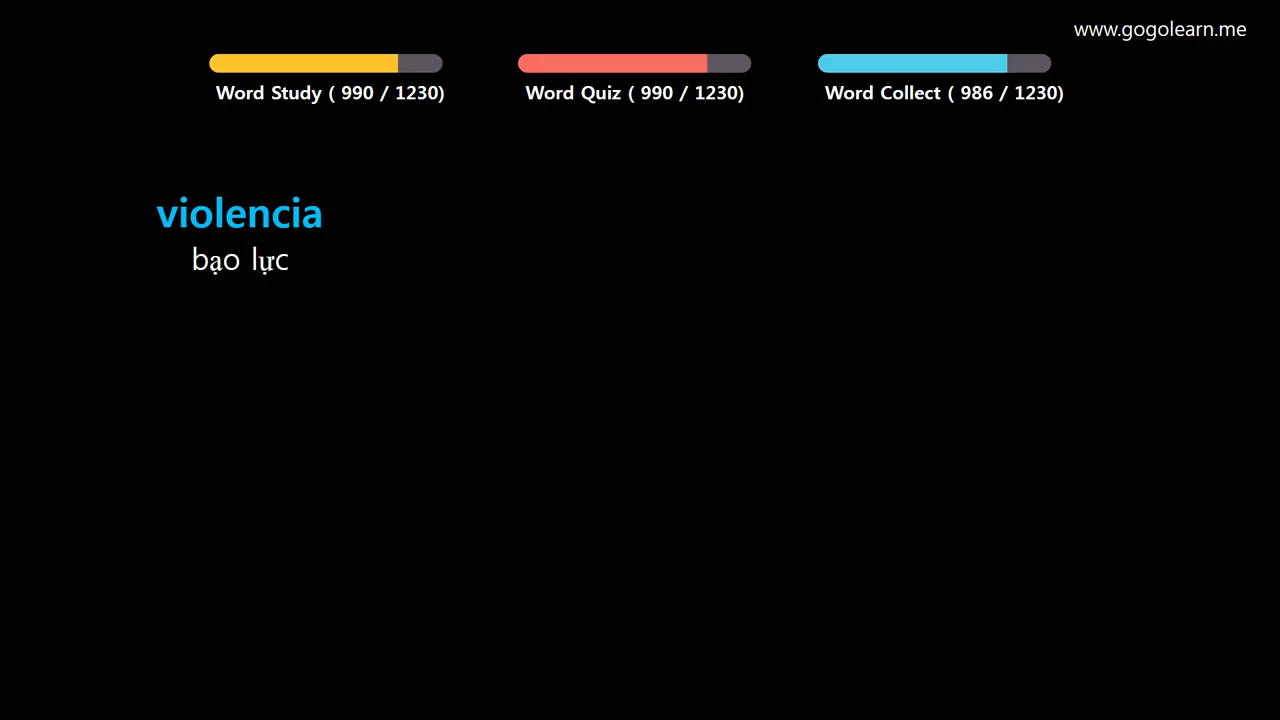 www.gogolearn.me
Word Study ( 990 / 1230)
Word Quiz ( 990 / 1230)
Word Collect ( 986 / 1230)
violencia
bạo lực